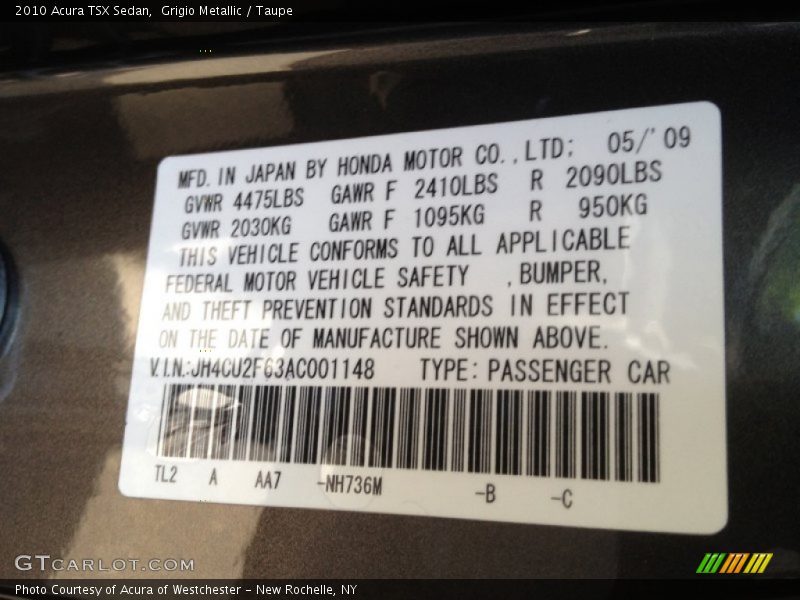 2010 Acura TSX Sedan,  Grigio Metallic / Taupe
MFD. IN JAPAN BY HONDA MOTOR CO.,LTD; 05/'09
GVWR 4475LBS GAWR F 2410LBS R 2090LBS
GVWR 2030KG GAWR F 1095KG R 950KG
THIS VEHICLE CONFORMS TO ALL APPLICABLE
FEDERAL MOTOR VEHICLE SAFETY ,BUMPER,
AND THEFT PREVENTION STANDARDS IN EFFECT
ON THE DATE OF MANUFACTURE SHOWN ABOVE.
V.I.N.:JH4CU2F63AC001148 TYPE:PASSENGER CAR
TL2 A AA7 -NH736M -B -C
GTCARLOT.COM
Photo Courtesy of Acura of Westchester - New Rochelle, NY